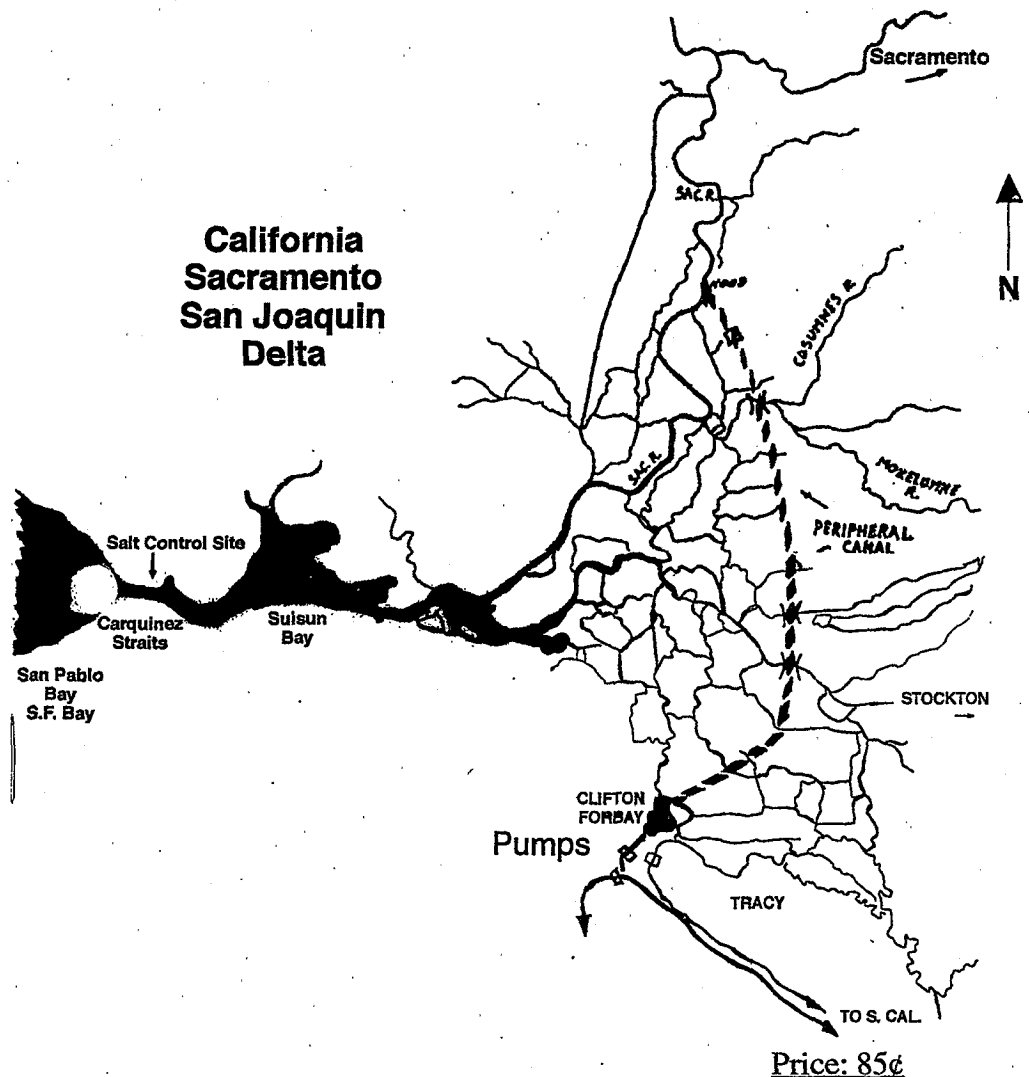 Sacramento
SAC. R.
California
Sacramento
San Joaquin
Delta
N
HOOD
COSUMNES R.
SAC. R.
MOKELUMNE
R.
PERIPHERAL
CANAL
Salt Control Site
Carquinez
Straits
Suisun
Bay
San Pablo
Bay
S.F. Bay
STOCKTON
CLIFTON
FORBAY
Pumps
TRACY
TO S. CAL.
Price: 85¢